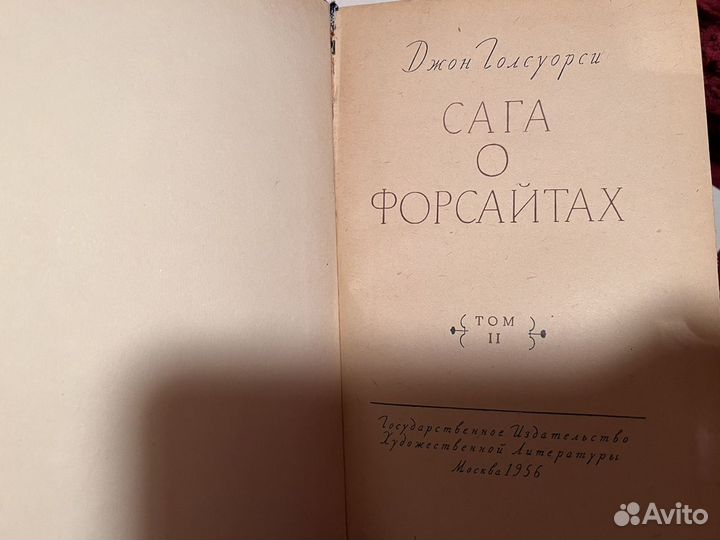 Джон Голсуорси
САГА
О
ФОРСАЙТАХ
ТОМ
II
Государственное Издательство
Художественной Литературы
Москва 1956
Avito